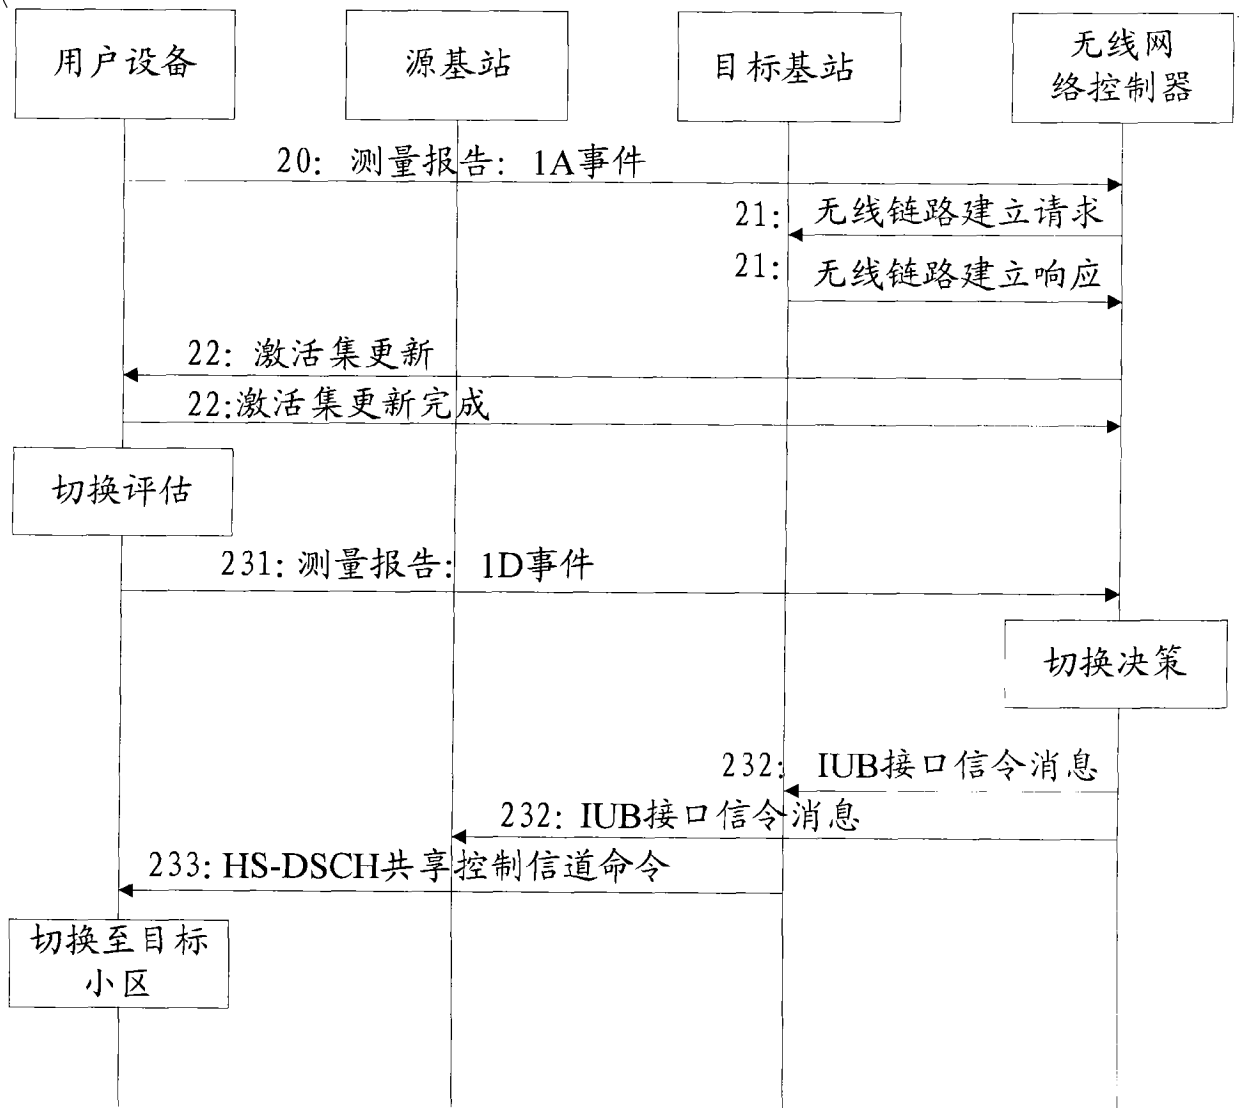 用户设备
源基站
目标基站
无线网
络控制器
20: 测量报告: 1A事件
21: 无线链路建立请求
21: 无线链路建立响应
22: 激活集更新
22:激活集更新完成
切换评估
231: 测量报告: 1D事件
切换决策
232: IUB接口信令消息
232: IUB接口信令消息
233: HS-DSCH共享控制信道命令
切换至目标
小区